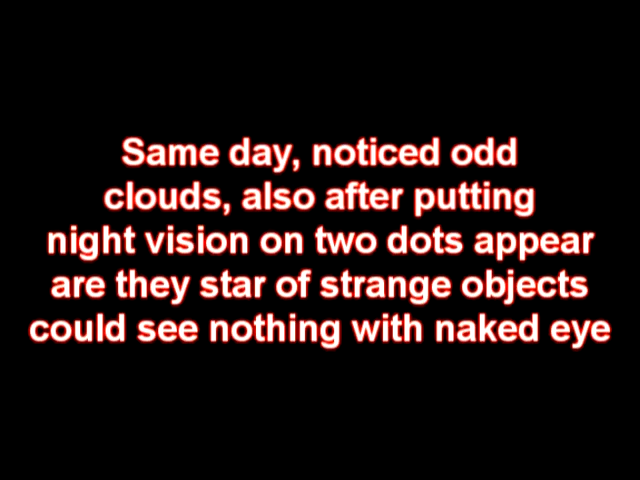 Same day, noticed odd
clouds, also after putting
night vision on two dots appear
are they star of strange objects
could see nothing with naked eye